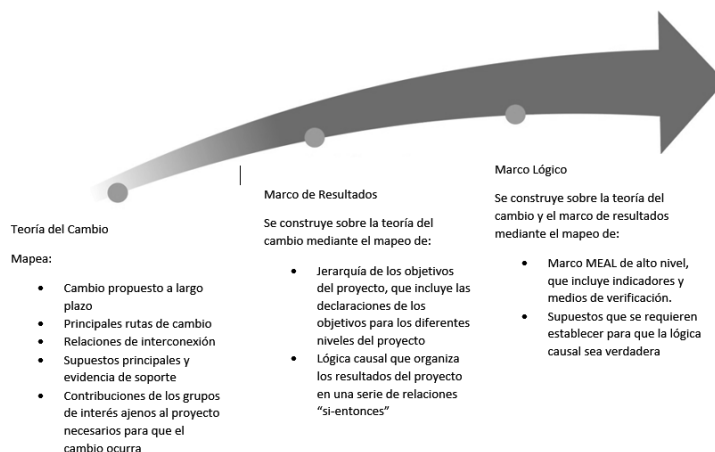 Teoría del Cambio
Mapea:
• Cambio propuesto a largo
plazo
• Principales rutas de cambio
• Relaciones de interconexión
• Supuestos principales y
evidencia de soporte
• Contribuciones de los grupos
de interés ajenos al proyecto
necesarios para que el
cambio ocurra
Marco de Resultados
Se construye sobre la teoría del
cambio mediante el mapeo de:
• Jerarquía de los objetivos
del proyecto, que incluye las
declaraciones de los
objetivos para los diferentes
niveles del proyecto
• Lógica causal que organiza
los resultados del proyecto
en una serie de relaciones
“si-entonces”
Marco Lógico
Se construye sobre la teoría del
cambio y el marco de resultados
mediante el mapeo de:
• Marco MEAL de alto nivel,
que incluye indicadores y
medios de verificación.
• Supuestos que se requieren
establecer para que la lógica
causal sea verdadera